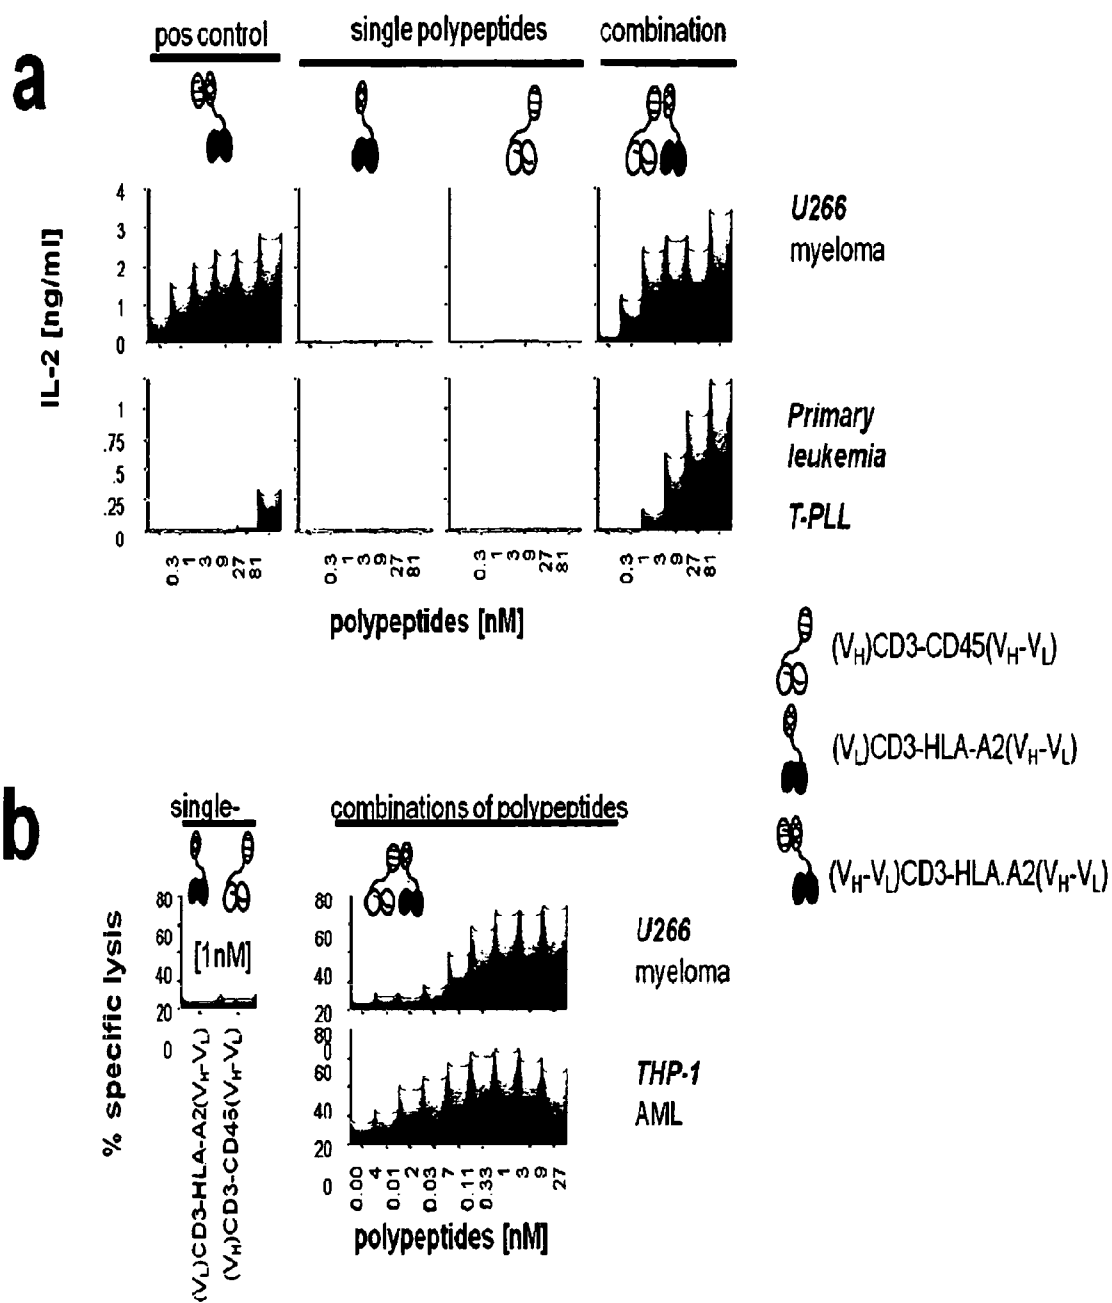 a
pos control
single polypeptides
combination
IL-2 [ng/ml]
4
3
2
1
0
U266
myeloma
1
.75
.5
.25
0
Primary
leukemia
T-PLL
0.3 1 3 9 27 81
0.3 1 3 9 27 81
0.3 1 3 9 27 81
0.3 1 3 9 27 81
polypeptides [nM]
(VH)CD3-CD45(VH-VL)
(VL)CD3-HLA-A2(VH-VL)
(VH-VL)CD3-HLA.A2(VH-VL)
b
single-
combinations of polypeptides
% specific lysis
80
60
40
20
0
[1nM]
(VL)CD3-HLA-A2(VH-VL)
(VH)CD3-CD45(VH-VL)
80
60
40
20
0
U266
myeloma
80
60
40
20
0
THP-1
AML
0.00 4 0.01 2 0.03 7 0.11 0.33 1 3 9 27
polypeptides [nM]